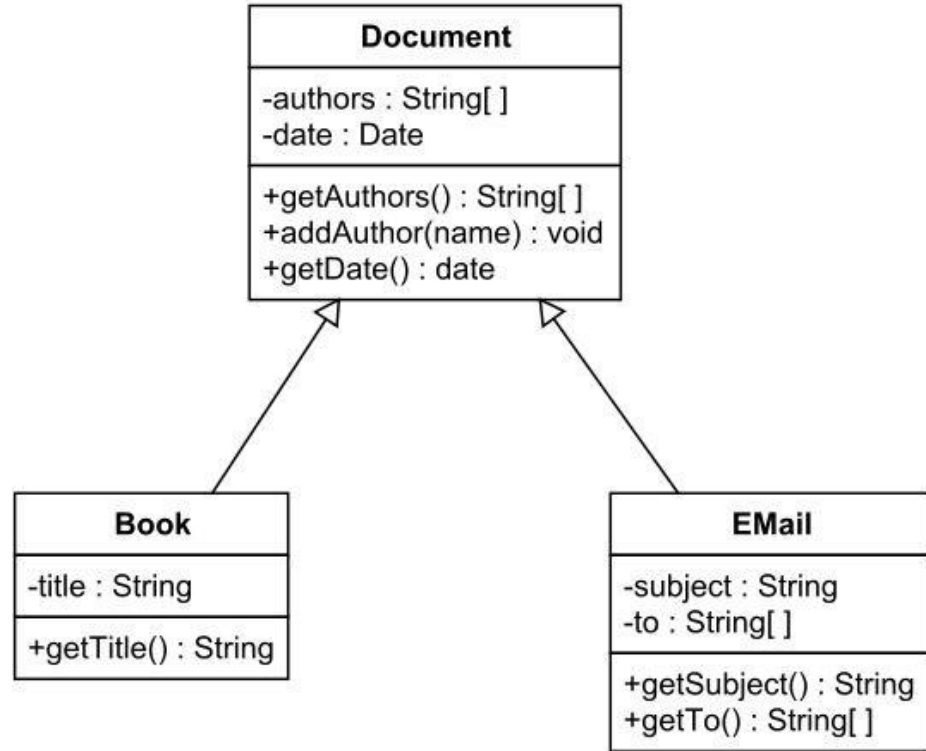 Document
-authors : String[ ]
-date : Date
+getAuthors() : String[ ]
+addAuthor(name) : void
+getDate() : date
Book
-title : String
+getTitle() : String
EMail
-subject : String
-to : String[ ]
+getSubject() : String
+getTo() : String[ ]